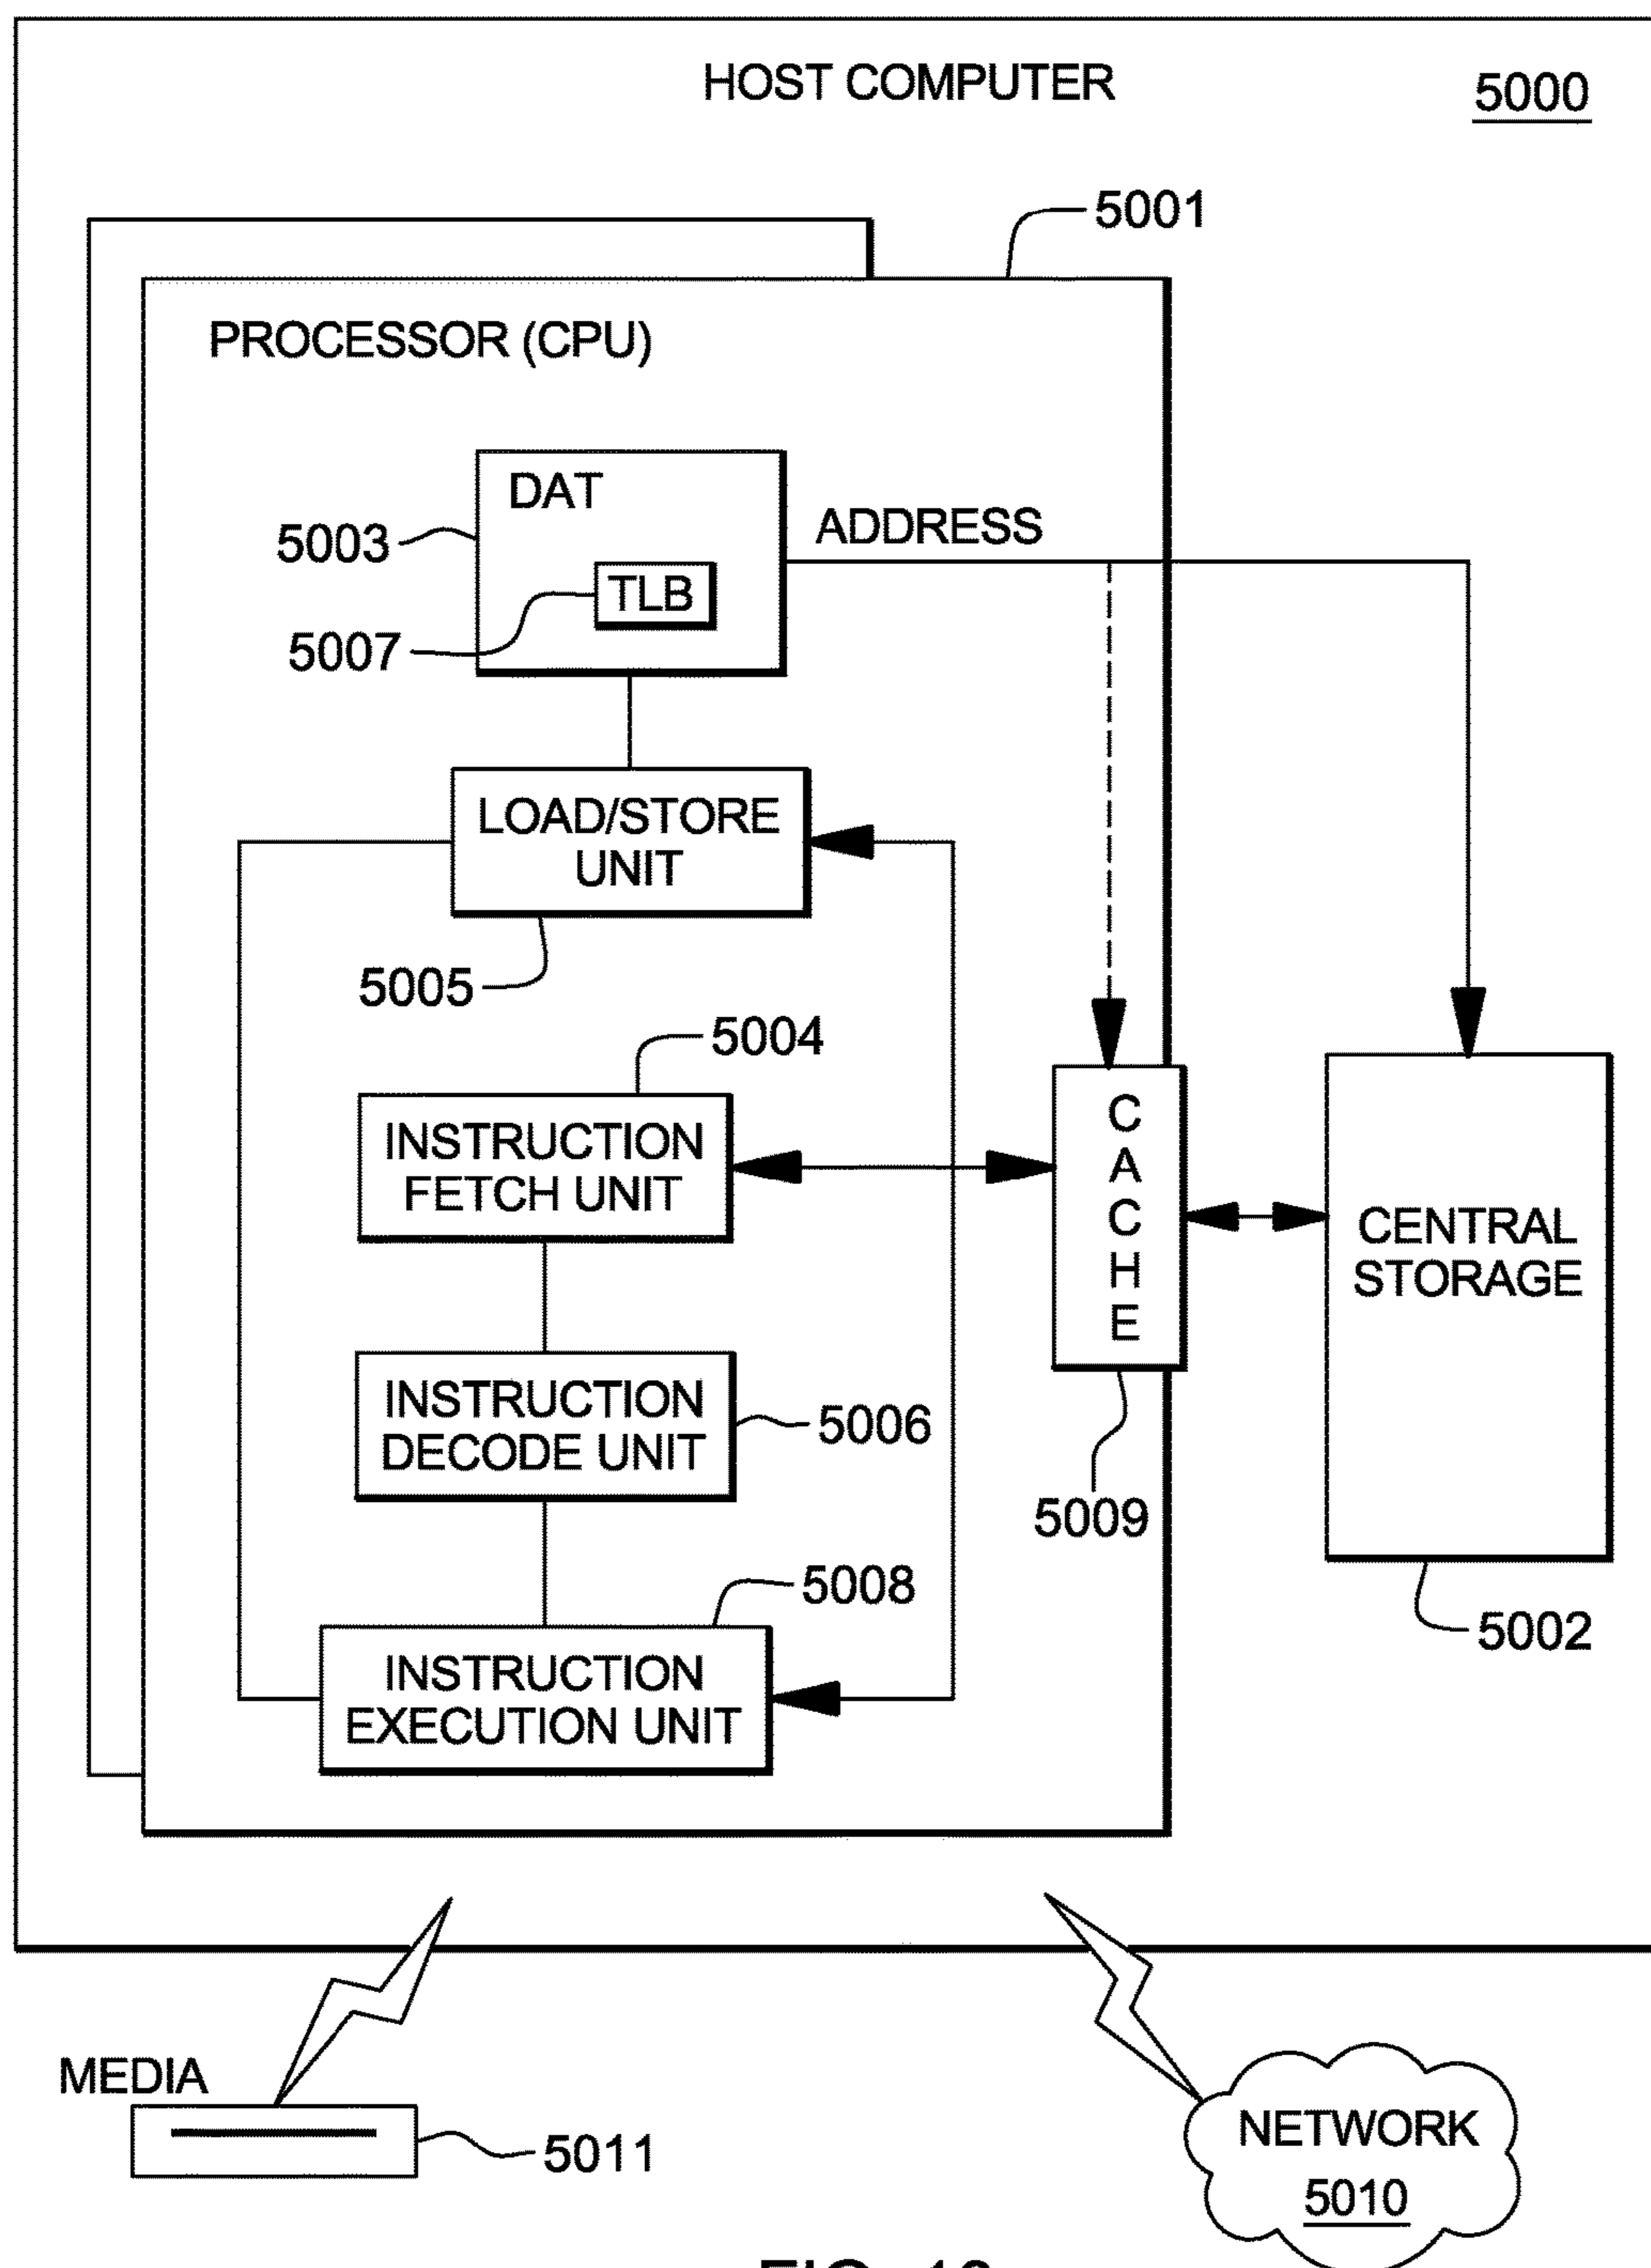 HOST COMPUTER
5000
5001
PROCESSOR (CPU)
DAT
ADDRESS
5003
TLB
5007
LOAD/STORE
UNIT
5005
5004
INSTRUCTION
FETCH UNIT
CACHE
CENTRAL
STORAGE
INSTRUCTION
DECODE UNIT
5006
5009
5008
5002
INSTRUCTION
EXECUTION UNIT
MEDIA
5011
NETWORK
5010